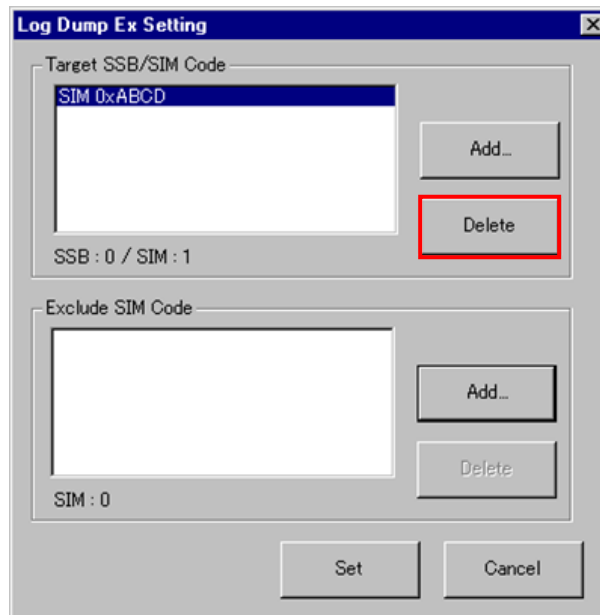 Log Dump Ex Setting
Target SSB/SIM Code
SIM 0xABCD
Add...
Delete
SSB : 0 / SIM : 1
Exclude SIM Code
Add...
Delete
SIM : 0
Set
Cancel